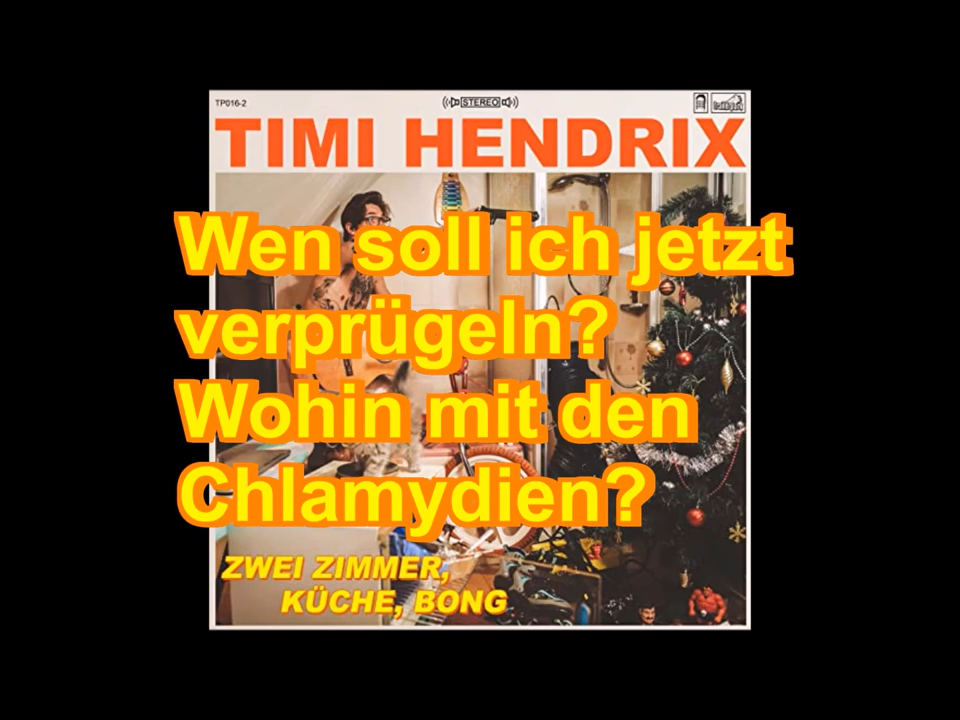 TP016-2
STEREO
TIMI HENDRIX
Wen soll ich jetzt
verprügeln?
Wohin mit den
Chlamydien?
ZWEI ZIMMER,
KÜCHE, BONG